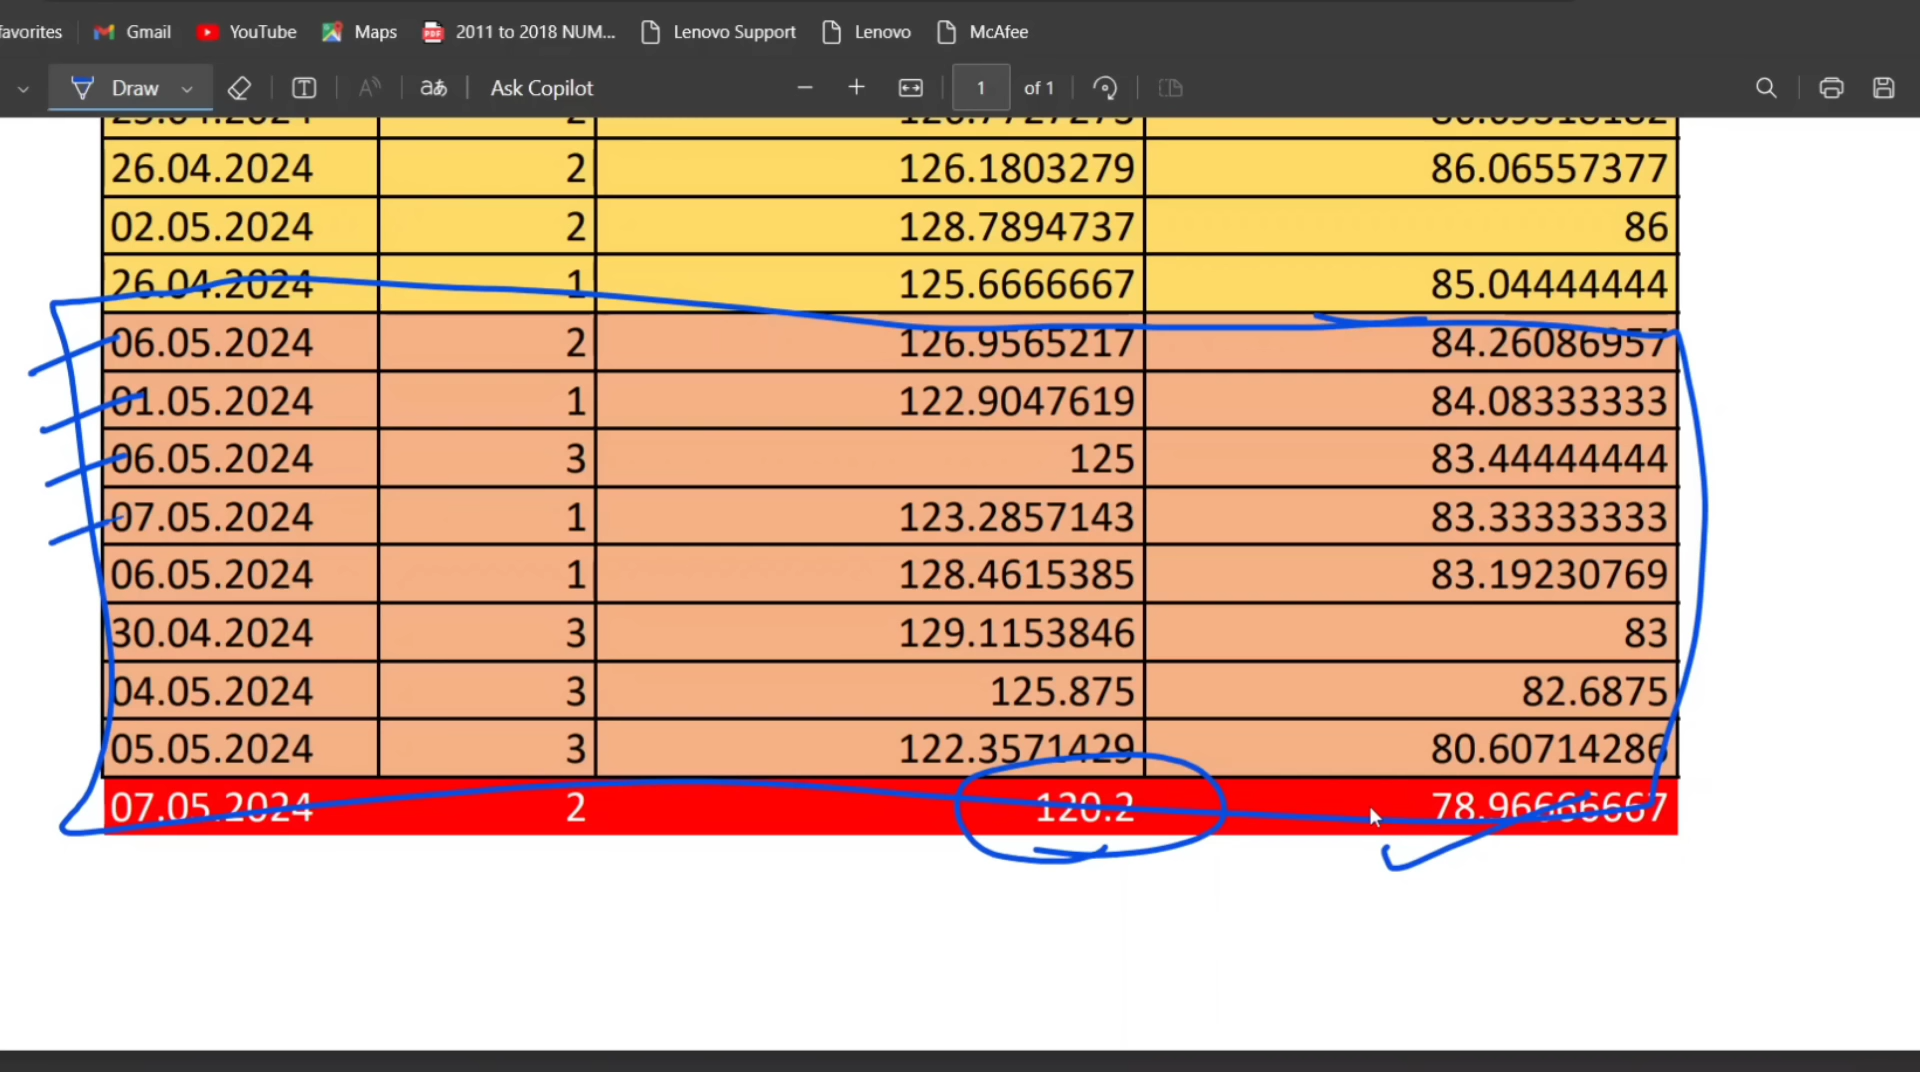 avorites Gmail YouTube Maps PDF 2011 to 2018 NUM... Lenovo Support Lenovo McAfee
Draw T A aあ Ask Copilot 1 of 1
26.04.2024 2 126.1803279 86.06557377
02.05.2024 2 128.7894737 86
26.04.2024 1 125.6666667 85.04444444
06.05.2024 2 126.9565217 84.26086957
01.05.2024 1 122.9047619 84.08333333
06.05.2024 3 125 83.44444444
07.05.2024 1 123.2857143 83.33333333
06.05.2024 1 128.4615385 83.19230769
30.04.2024 3 129.1153846 83
04.05.2024 3 125.875 82.6875
05.05.2024 3 122.3571429 80.60714286
07.05.2024 2 120.2 78.96666667